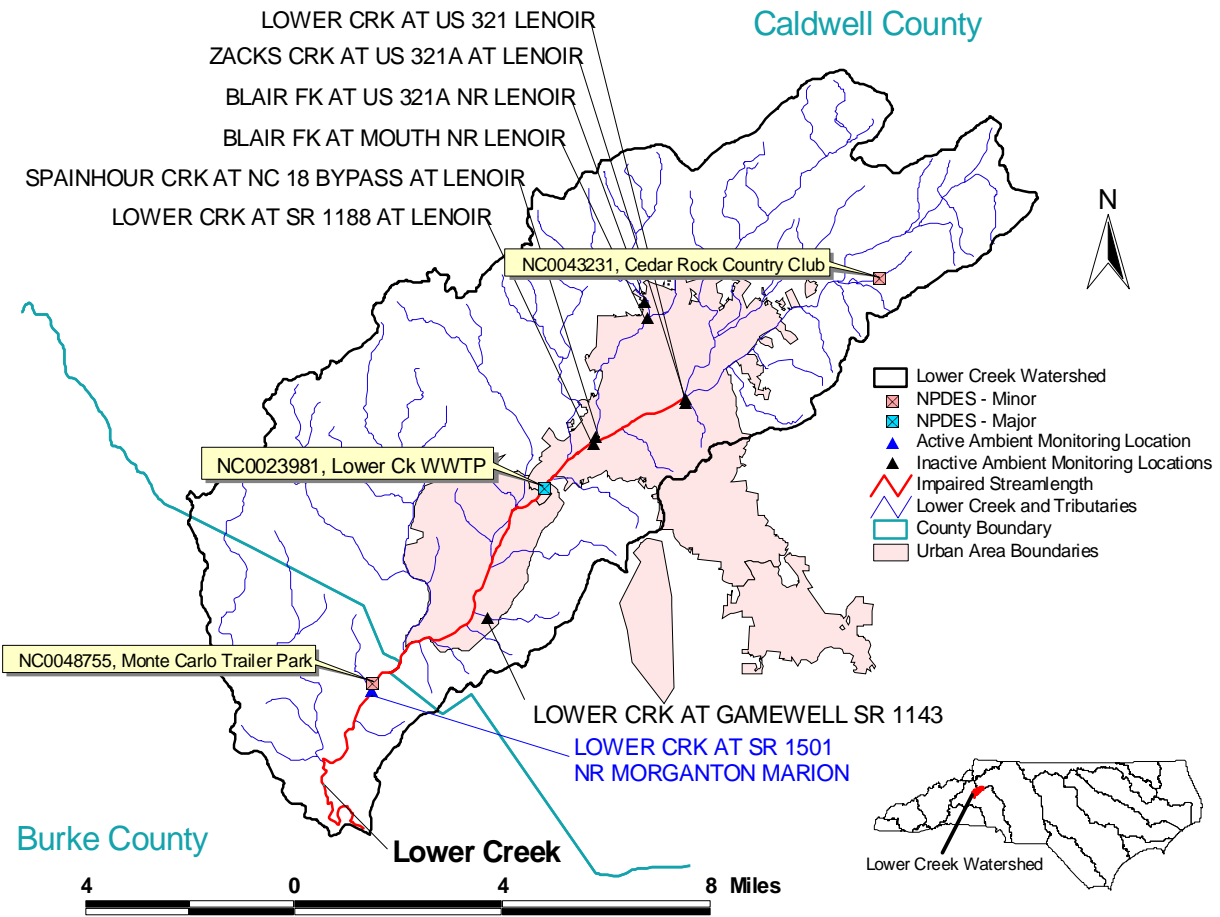 LOWER CRK AT US 321 LENOIR
Caldwell County
ZACKS CRK AT US 321A AT LENOIR
BLAIR FK AT US 321A NR LENOIR
BLAIR FK AT MOUTH NR LENOIR
SPAINHOUR CRK AT NC 18 BYPASS AT LENOIR
LOWER CRK AT SR 1188 AT LENOIR
N
NC0043231, Cedar Rock Country Club
Lower Creek Watershed
NPDES - Minor
NPDES - Major
Active Ambient Monitoring Location
Inactive Ambient Monitoring Locations
Impaired Streamlength
Lower Creek and Tributaries
County Boundary
Urban Area Boundaries
NC0023981, Lower Ck WWTP
NC0048755, Monte Carlo Trailer Park
LOWER CRK AT GAMEWELL SR 1143
LOWER CRK AT SR 1501
NR MORGANTON MARION
Burke County
Lower Creek
Lower Creek Watershed
4 0 4 8 Miles